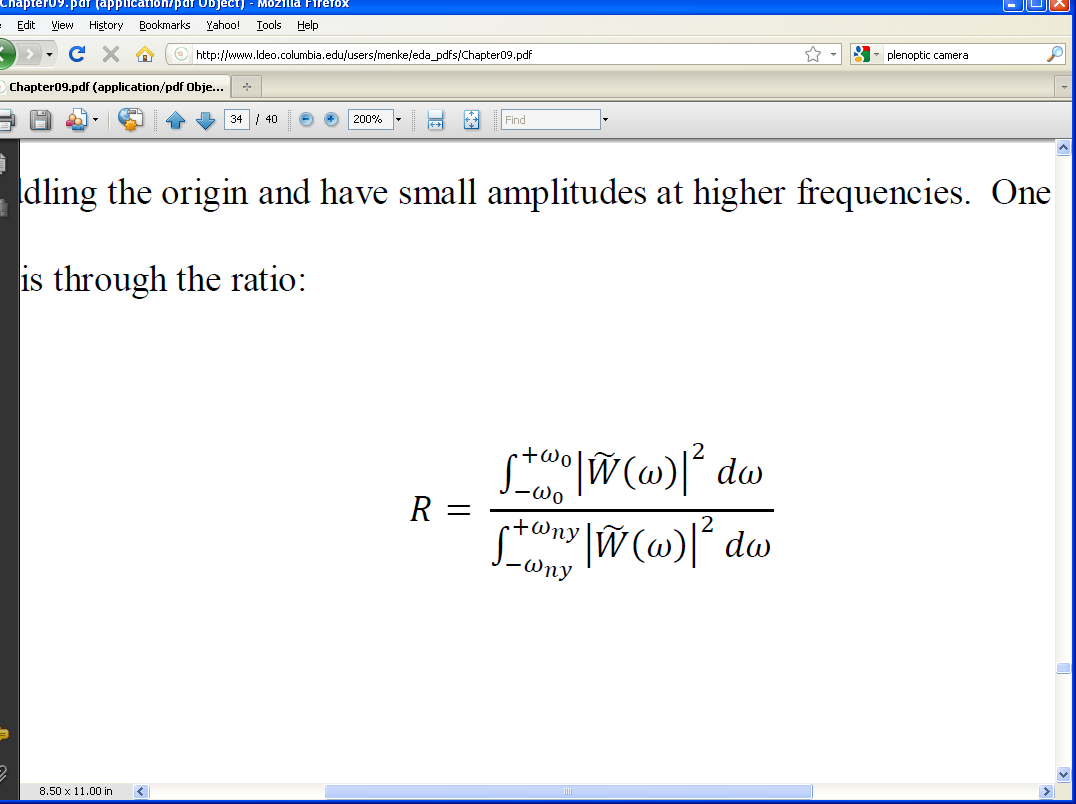 Chapter09.pdf (application/pdf Object) - Mozilla Firefox
Edit View History Bookmarks Yahoo! Tools Help
http://www.ldeo.columbia.edu/users/menke/eda_pdfs/Chapter09.pdf plenoptic camera
Chapter09.pdf (application/pdf Obje...
34 / 40 200% Find
ddling the origin and have small amplitudes at higher frequencies. One
is through the ratio:
R = ∫_{-ω₀}^{+ω₀} |W̃(ω)|² dω / ∫_{-ω_{ny}}^{+ω_{ny}} |W̃(ω)|² dω
8.50 x 11.00 in